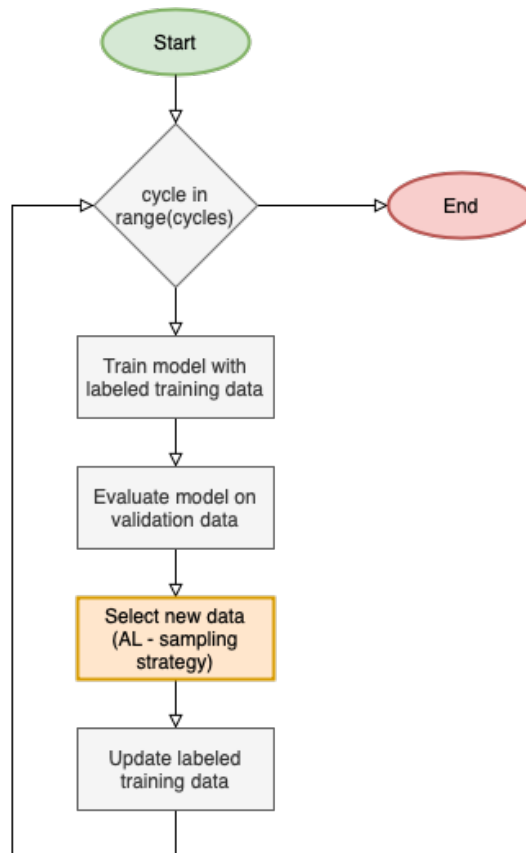 Start
cycle in
range(cycles)
End
Train model with
labeled training data
Evaluate model on
validation data
Select new data
(AL - sampling
strategy)
Update labeled
training data